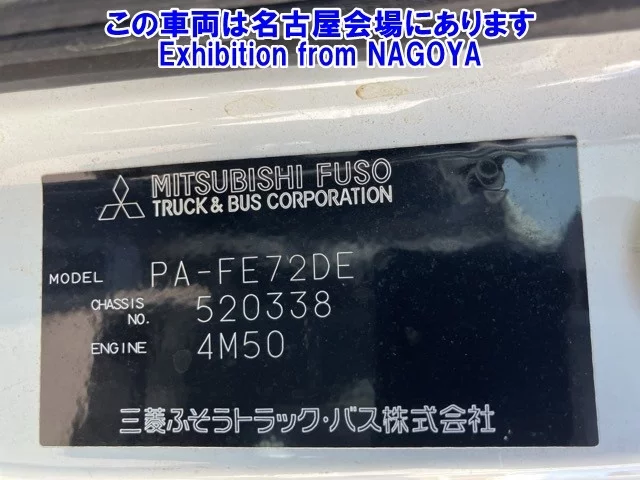 この車両は名古屋会場にあります
Exhibition from NAGOYA
MITSUBISHI FUSO
TRUCK & BUS CORPORATION
MODEL PA-FE72DE
CHASSIS NO. 520338
ENGINE 4M50
三菱ふそうトラック・バス株式会社